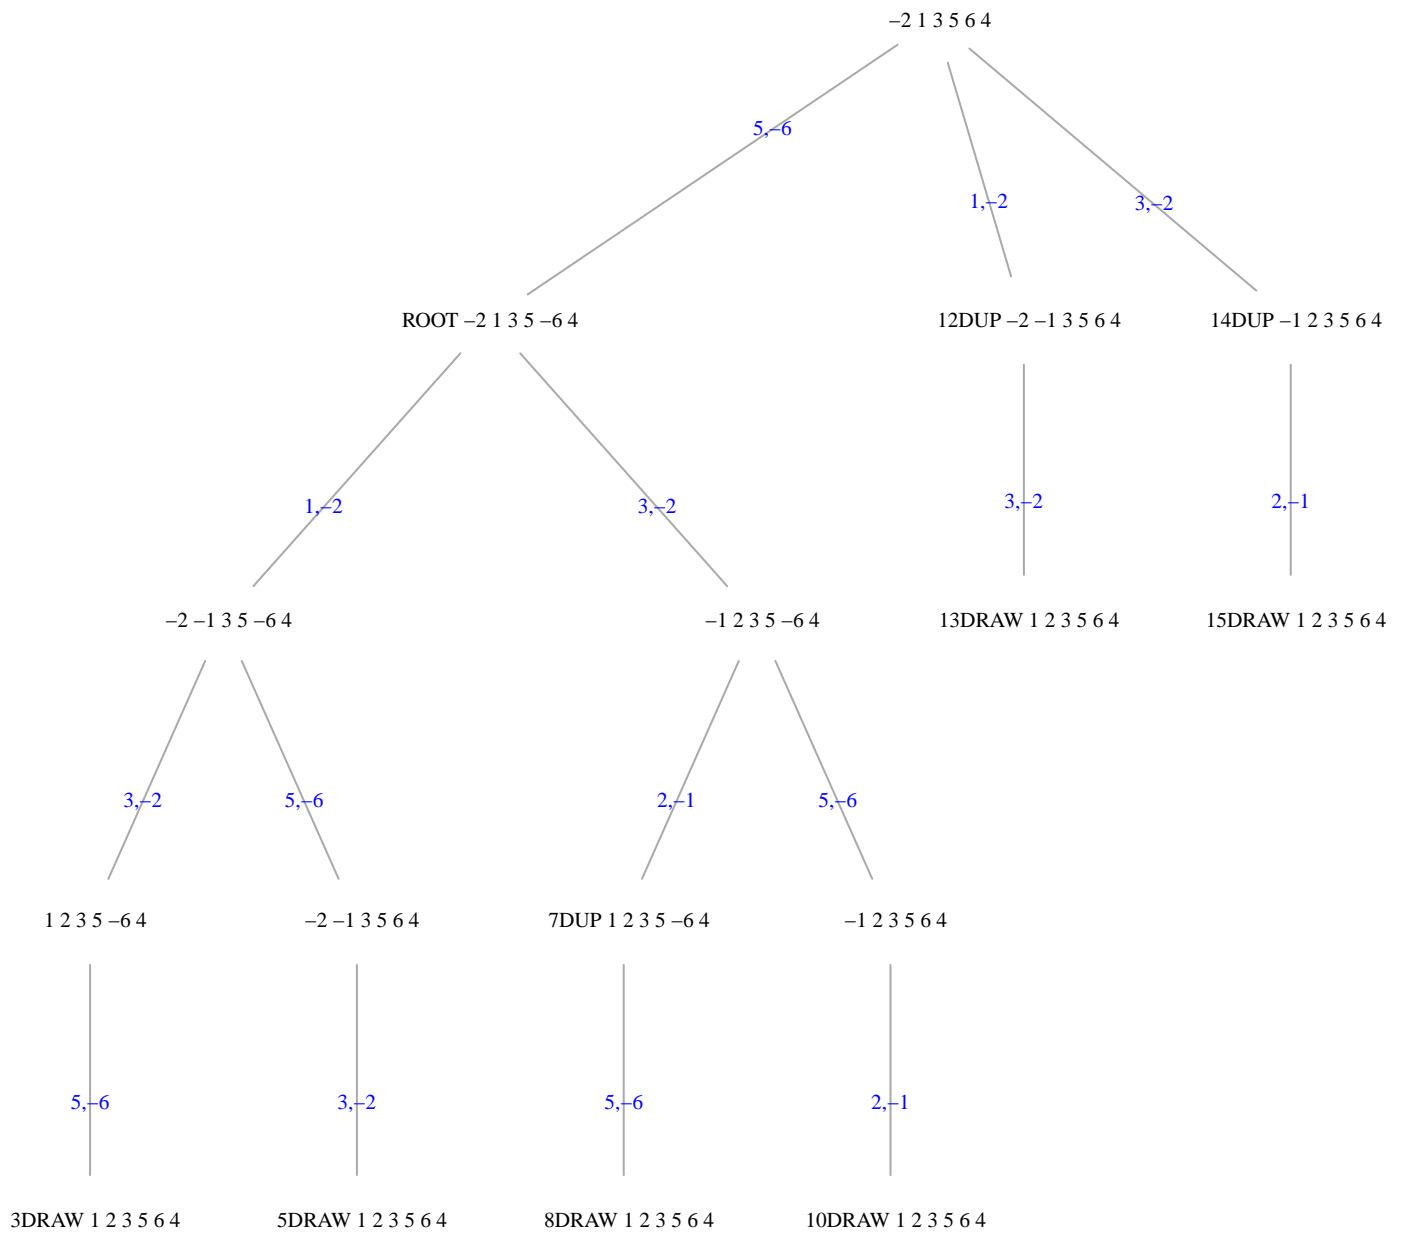 −2 1 3 5 6 4
5,−6
1,−2
3,−2
ROOT −2 1 3 5 −6 4
12DUP −2 −1 3 5 6 4
14DUP −1 2 3 5 6 4
1,−2
3,−2
3,−2
2,−1
−2 −1 3 5 −6 4
−1 2 3 5 −6 4
13DRAW 1 2 3 5 6 4
15DRAW 1 2 3 5 6 4
3,−2
5,−6
2,−1
5,−6
1 2 3 5 −6 4
−2 −1 3 5 6 4
7DUP 1 2 3 5 −6 4
−1 2 3 5 6 4
5,−6
3,−2
5,−6
2,−1
3DRAW 1 2 3 5 6 4
5DRAW 1 2 3 5 6 4
8DRAW 1 2 3 5 6 4
10DRAW 1 2 3 5 6 4